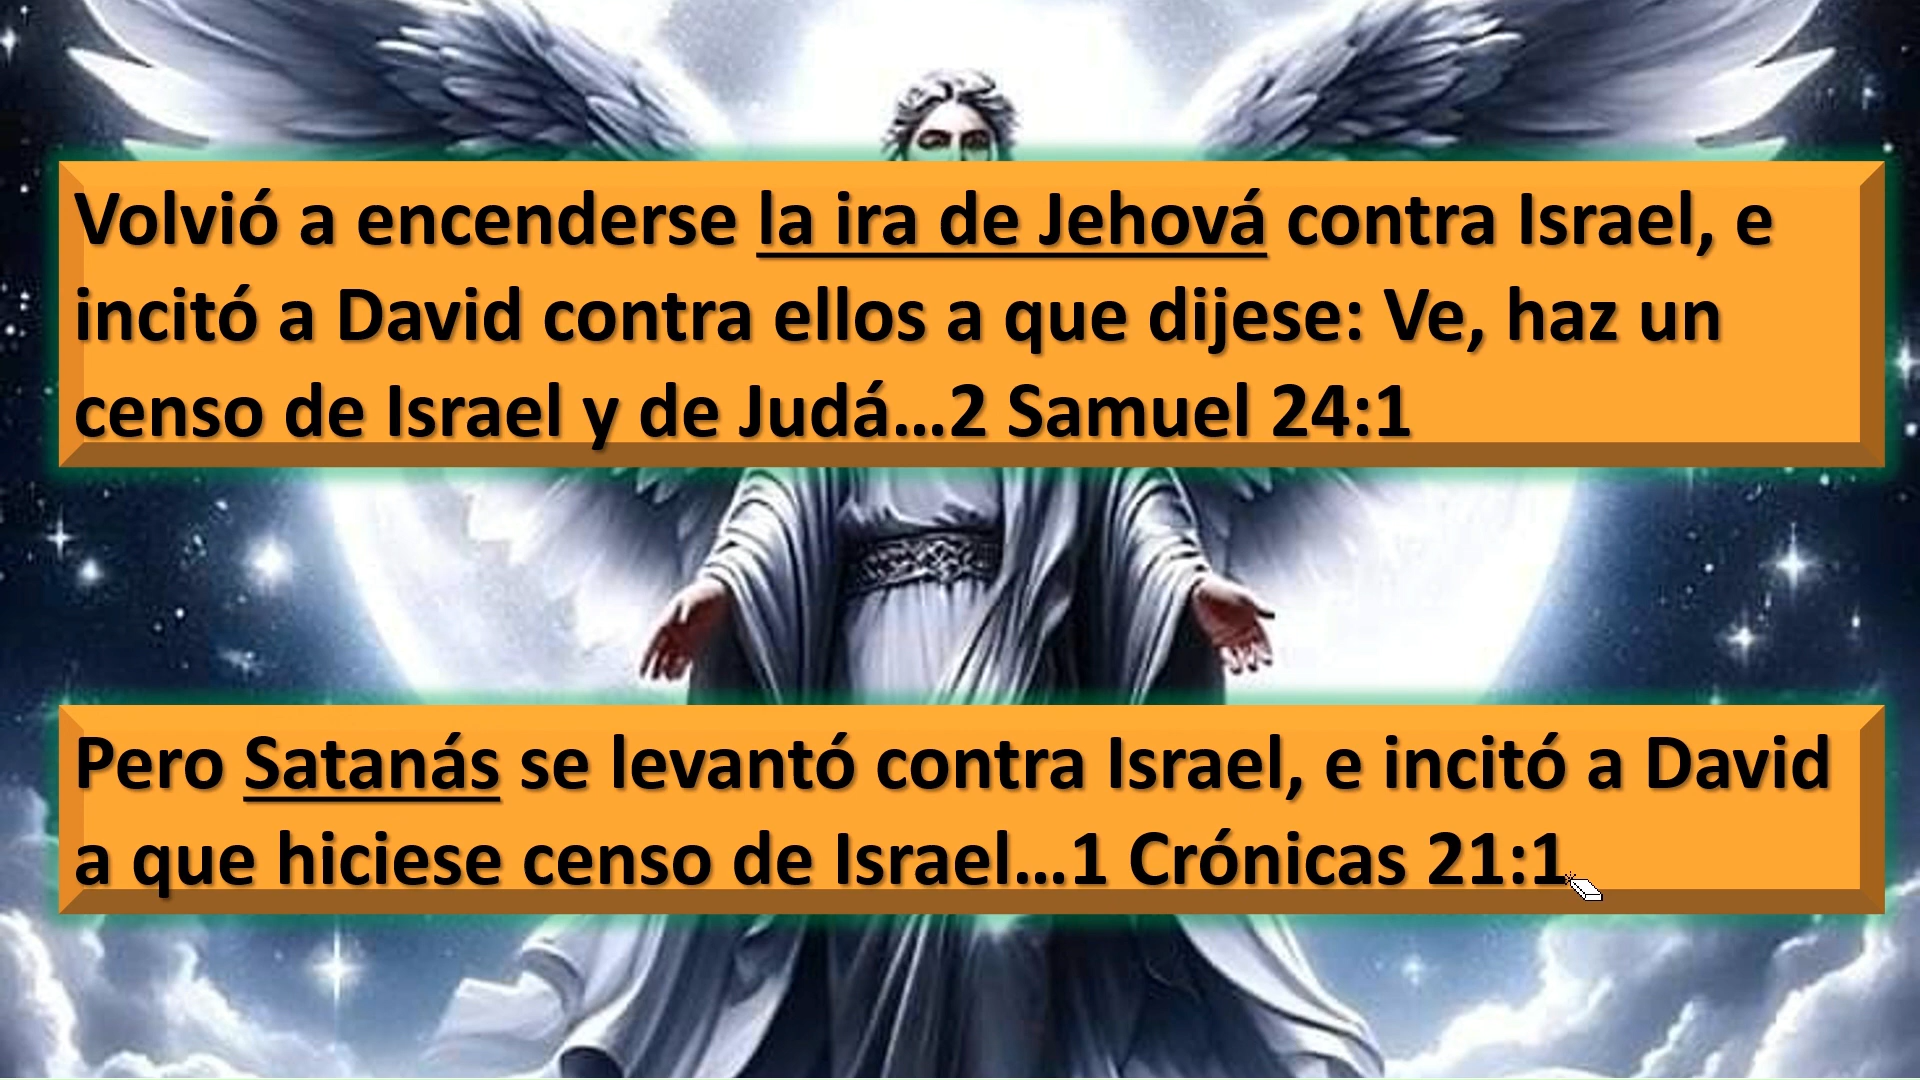 Volvió a encenderse la ira de Jehová contra Israel, e
incitó a David contra ellos a que dijese: Ve, haz un
censo de Israel y de Judá...2 Samuel 24:1
Pero Satanás se levantó contra Israel, e incitó a David
a que hiciese censo de Israel...1 Crónicas 21:1